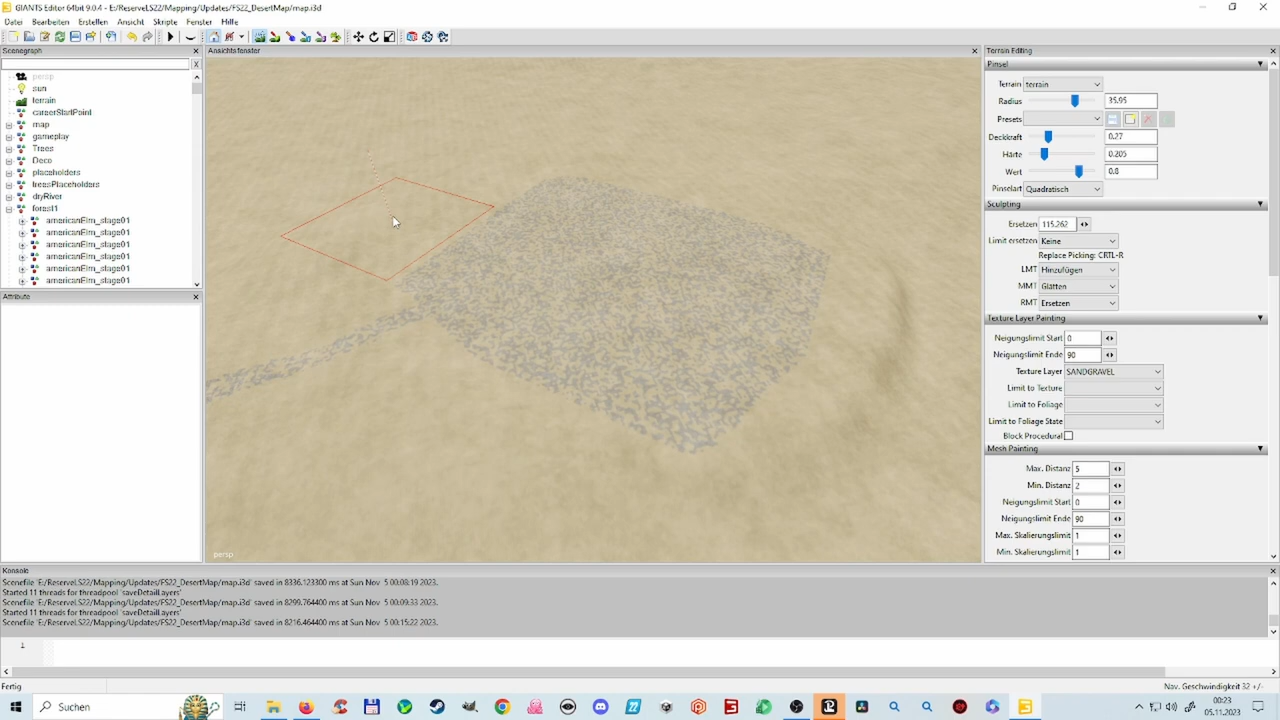 GIANTS Editor 64bit 9.0.4 - E:/ReserveLS22/Mapping/Updates/FS22_DesertMap/map.i3d
Datei Bearbeiten Erstellen Ansicht Skripte Fenster Hilfe
Scenegraph
persp
sun
terrain
careerStartPoint
map
gameplay
Trees
Deco
placeholders
treesPlaceholders
dryRiver
forest1
americanElm_stage01
americanElm_stage01
americanElm_stage01
americanElm_stage01
americanElm_stage01
americanElm_stage01
Attribute
Ansichtsfenster
persp
Terrain Editing
Pinsel
Terrain terrain
Radius 35.95
Presets
Deckkraft 0.27
Härte 0.205
Wert 0.8
Pinselart Quadratisch
Sculpting
Ersetzen 115.262
Limit ersetzen Keine
Replace Picking: CRTL-R
LMT Hinzufügen
MMT Glätten
RMT Ersetzen
Texture Layer Painting
Neigungslimit Start 0
Neigungslimit Ende 90
Texture Layer SANDGRAVEL
Limit to Texture
Limit to Foliage
Limit to Foliage State
Block Procedural
Mesh Painting
Max. Distanz 5
Min. Distanz 2
Neigungslimit Start 0
Neigungslimit Ende 90
Max. Skalierungslimit 1
Min. Skalierungslimit 1
Konsole
Scenefile 'E:/ReserveLS22/Mapping/Updates/FS22_DesertMap/map.i3d' saved in 8336.123300 ms at Sun Nov  5 00:08:19 2023.
Started 11 threads for threadpool 'saveDetailLayers'
Scenefile 'E:/ReserveLS22/Mapping/Updates/FS22_DesertMap/map.i3d' saved in 8299.764400 ms at Sun Nov  5 00:09:33 2023.
Started 11 threads for threadpool 'saveDetailLayers'
Scenefile 'E:/ReserveLS22/Mapping/Updates/FS22_DesertMap/map.i3d' saved in 8216.464400 ms at Sun Nov  5 00:15:22 2023.
1
Fertig
Nav. Geschwindigkeit 32 +/-
Suchen
00:23
05.11.2023